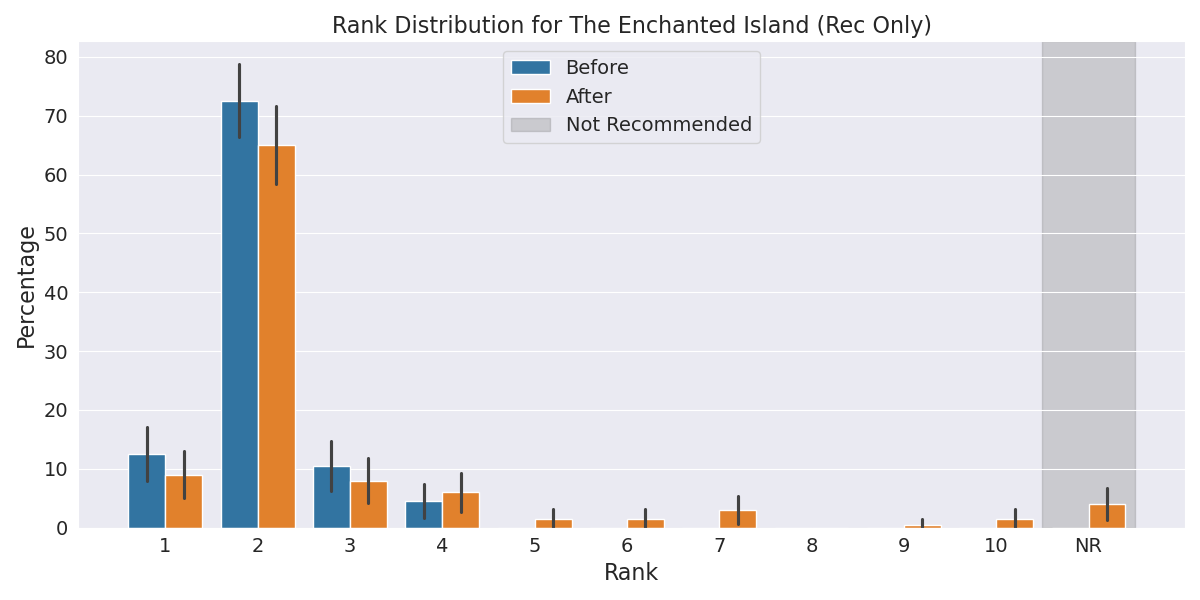 Rank Distribution for The Enchanted Island (Rec Only)
Before
After
Not Recommended
Percentage
80
70
60
50
40
30
20
10
0
1 2 3 4 5 6 7 8 9 10 NR
Rank